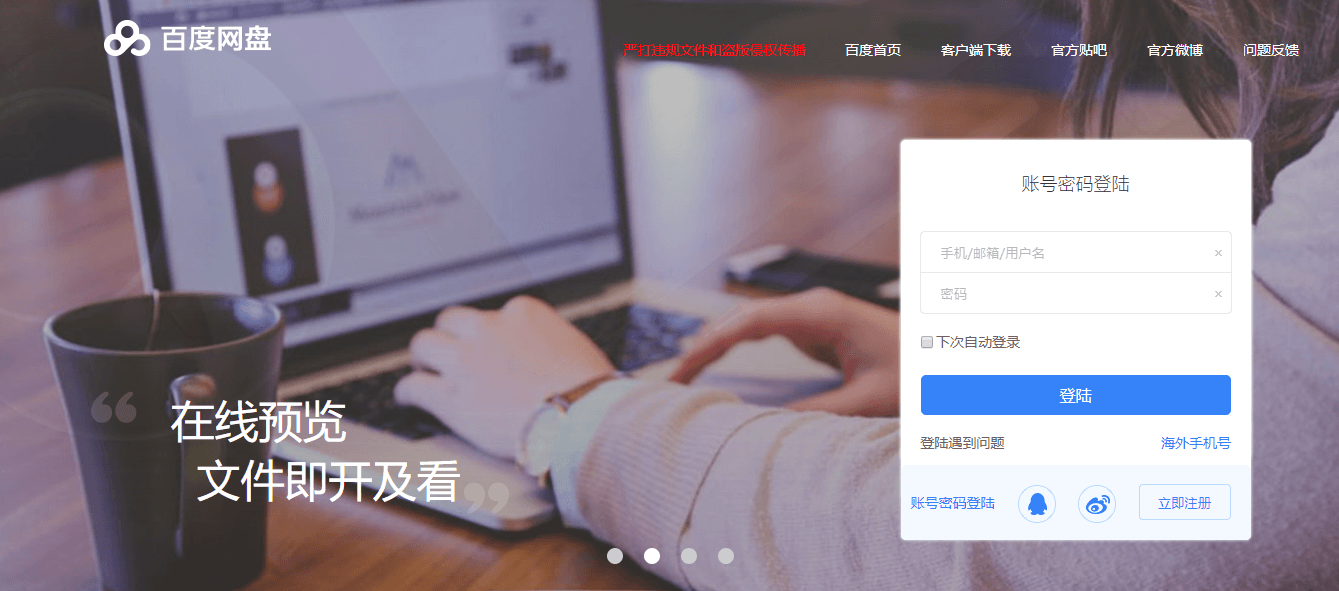 百度网盘
严打违规文件和盗版侵权传播
百度首页
客户端下载
官方贴吧
官方微博
问题反馈
账号密码登陆
手机/邮箱/用户名
×
密码
×
下次自动登录
登陆
登陆遇到问题
海外手机号
账号密码登陆
立即注册
“
在线预览
文件即开及看
”